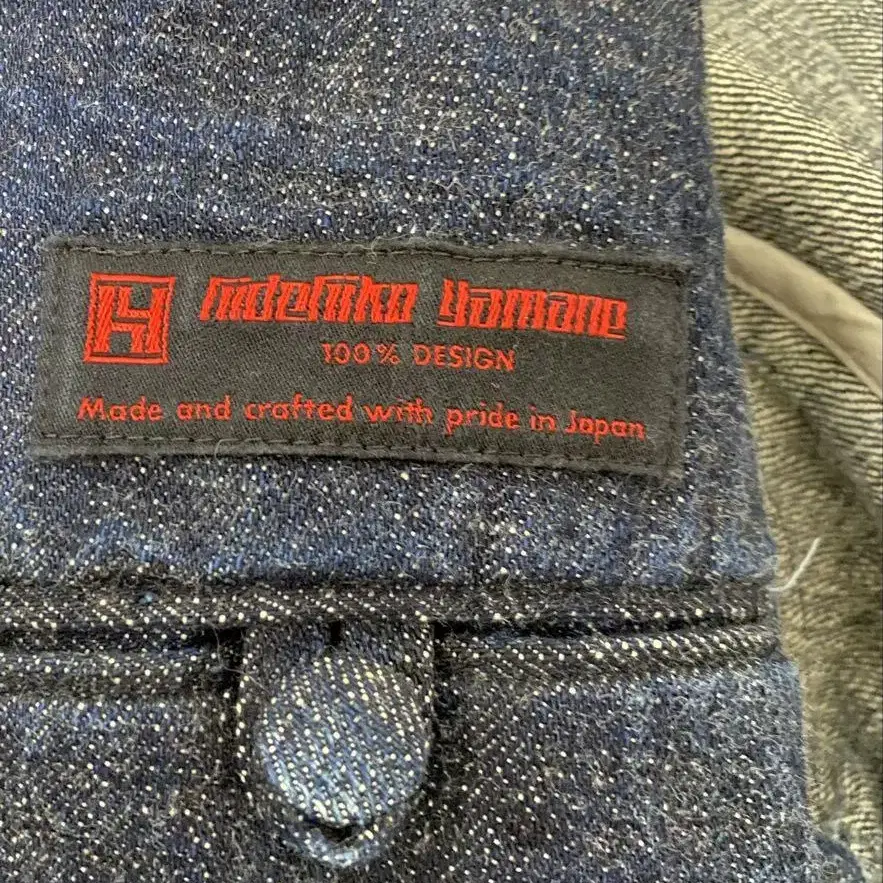 hidehiko yamane
100% DESIGN
Made and crafted with pride in Japan